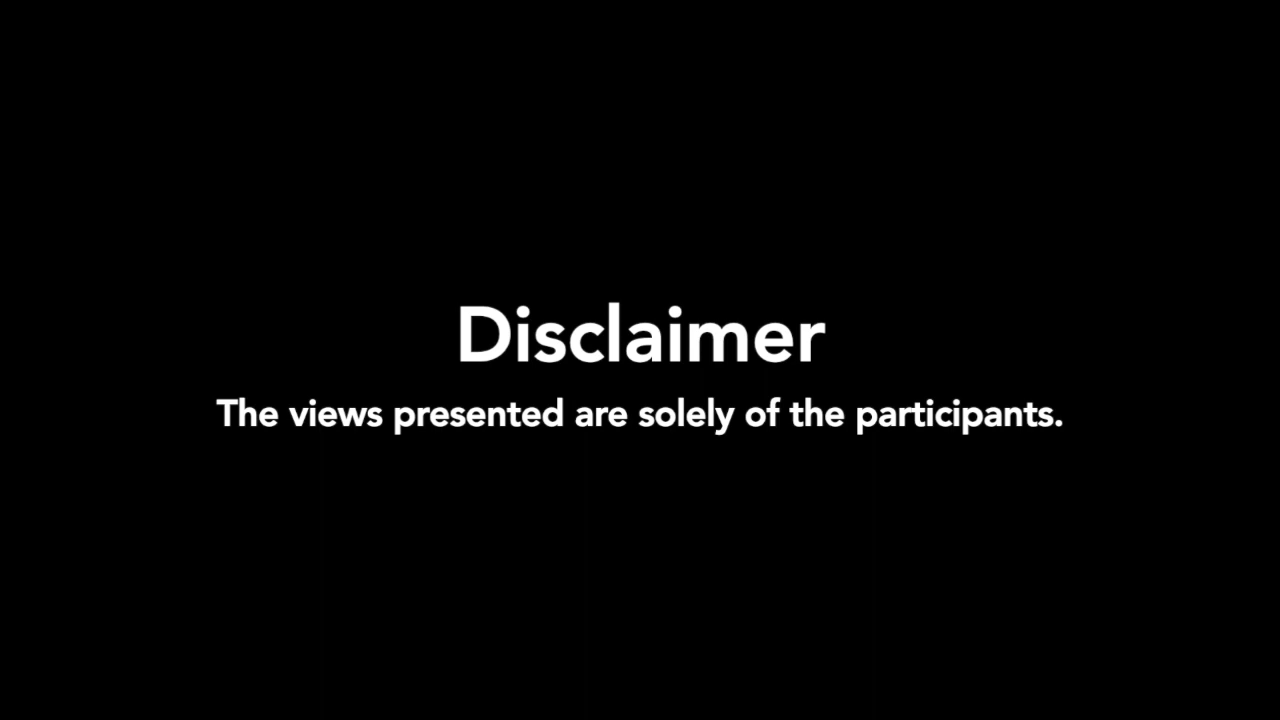 Disclaimer
The views presented are solely of the participants.